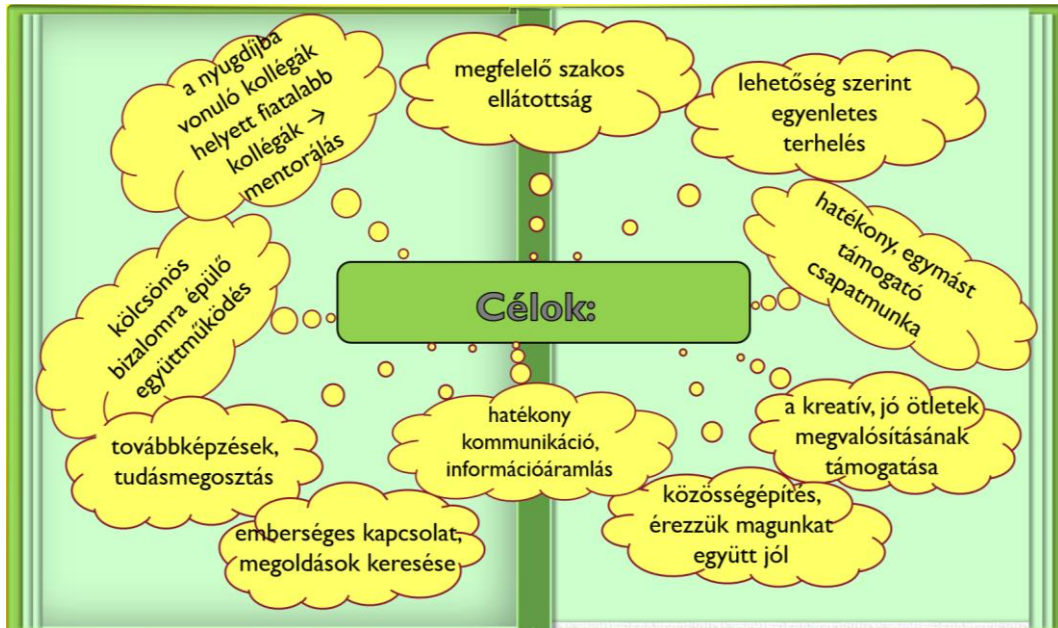 a nyugdíjba
vonuló kollégák
helyett fiatalabb
kollégák →
mentorálás
megfelelő szakos
ellátottság
lehetőség szerint
egyenletes
terhelés
kölcsönös
bizalomra épülő
együttműködés
Célok:
hatékony, egymást
támogató
csapatmunka
továbbképzések,
tudásmegosztás
hatékony
kommunikáció,
információáramlás
a kreatív, jó ötletek
megvalósításának
támogatása
emberséges kapcsolat,
megoldások keresése
közösségépítés,
érezzük magunkat
együtt jól